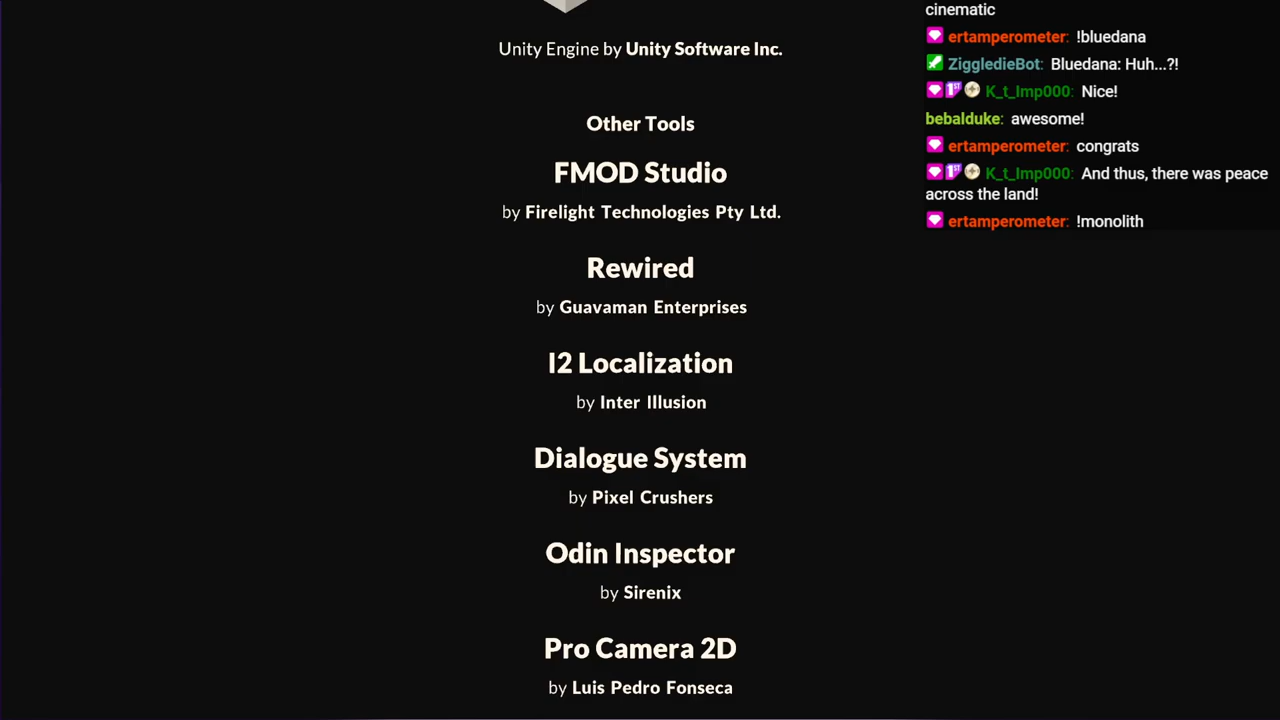 Unity Engine by Unity Software Inc.
Other Tools
FMOD Studio
by Firelight Technologies Pty Ltd.
Rewired
by Guavaman Enterprises
I2 Localization
by Inter Illusion
Dialogue System
by Pixel Crushers
Odin Inspector
by Sirenix
Pro Camera 2D
by Luis Pedro Fonseca
cinematic
ertamperometer: !bluedana
ZiggledieBot: Bluedana: Huh...?!
K_t_Imp000: Nice!
bebalduke: awesome!
ertamperometer: congrats
K_t_Imp000: And thus, there was peace
across the land!
ertamperometer: !monolith